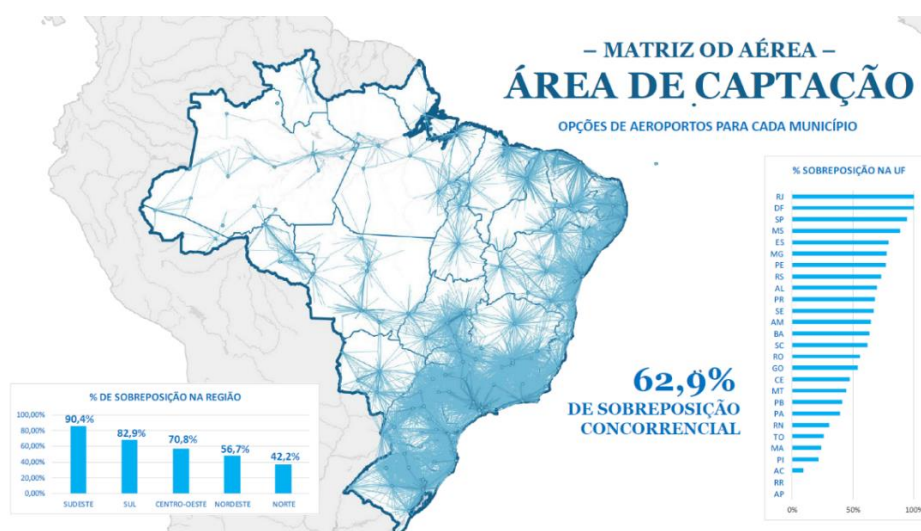 – MATRIZ OD AÉREA –
ÁREA DE CAPTAÇÃO
OPÇÕES DE AEROPORTOS PARA CADA MUNICÍPIO
% SOBREPOSIÇÃO NA UF
RJ
DF
SP
MS
ES
MG
PE
RS
AL
PR
SE
AM
BA
SC
RO
GO
CE
MT
PB
PA
RN
TO
MA
PI
AC
RR
AP
0%
50%
100%
62,9%
DE SOBREPOSIÇÃO
CONCORRENCIAL
% DE SOBREPOSIÇÃO NA REGIÃO
100,00%
80,00%
60,00%
40,00%
20,00%
0,00%
90,4%
82,9%
70,8%
56,7%
42,2%
SUDESTE
SUL
CENTRO-OESTE
NORDESTE
NORTE